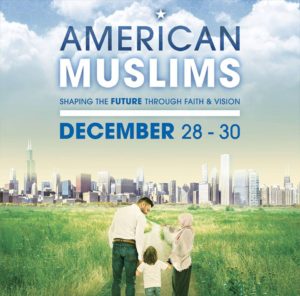 AMERICAN
MUSLIMS
SHAPING THE FUTURE THROUGH FAITH & VISION
DECEMBER 28 - 30